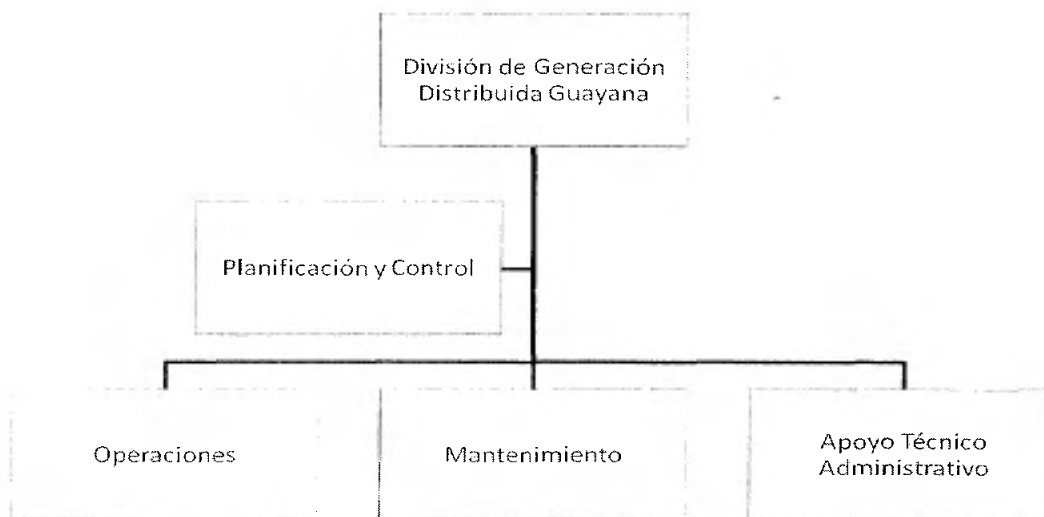 División de Generación
Distribuida Guayana
Planificación y Control
Operaciones
Mantenimiento
Apoyo Técnico
Administrativo